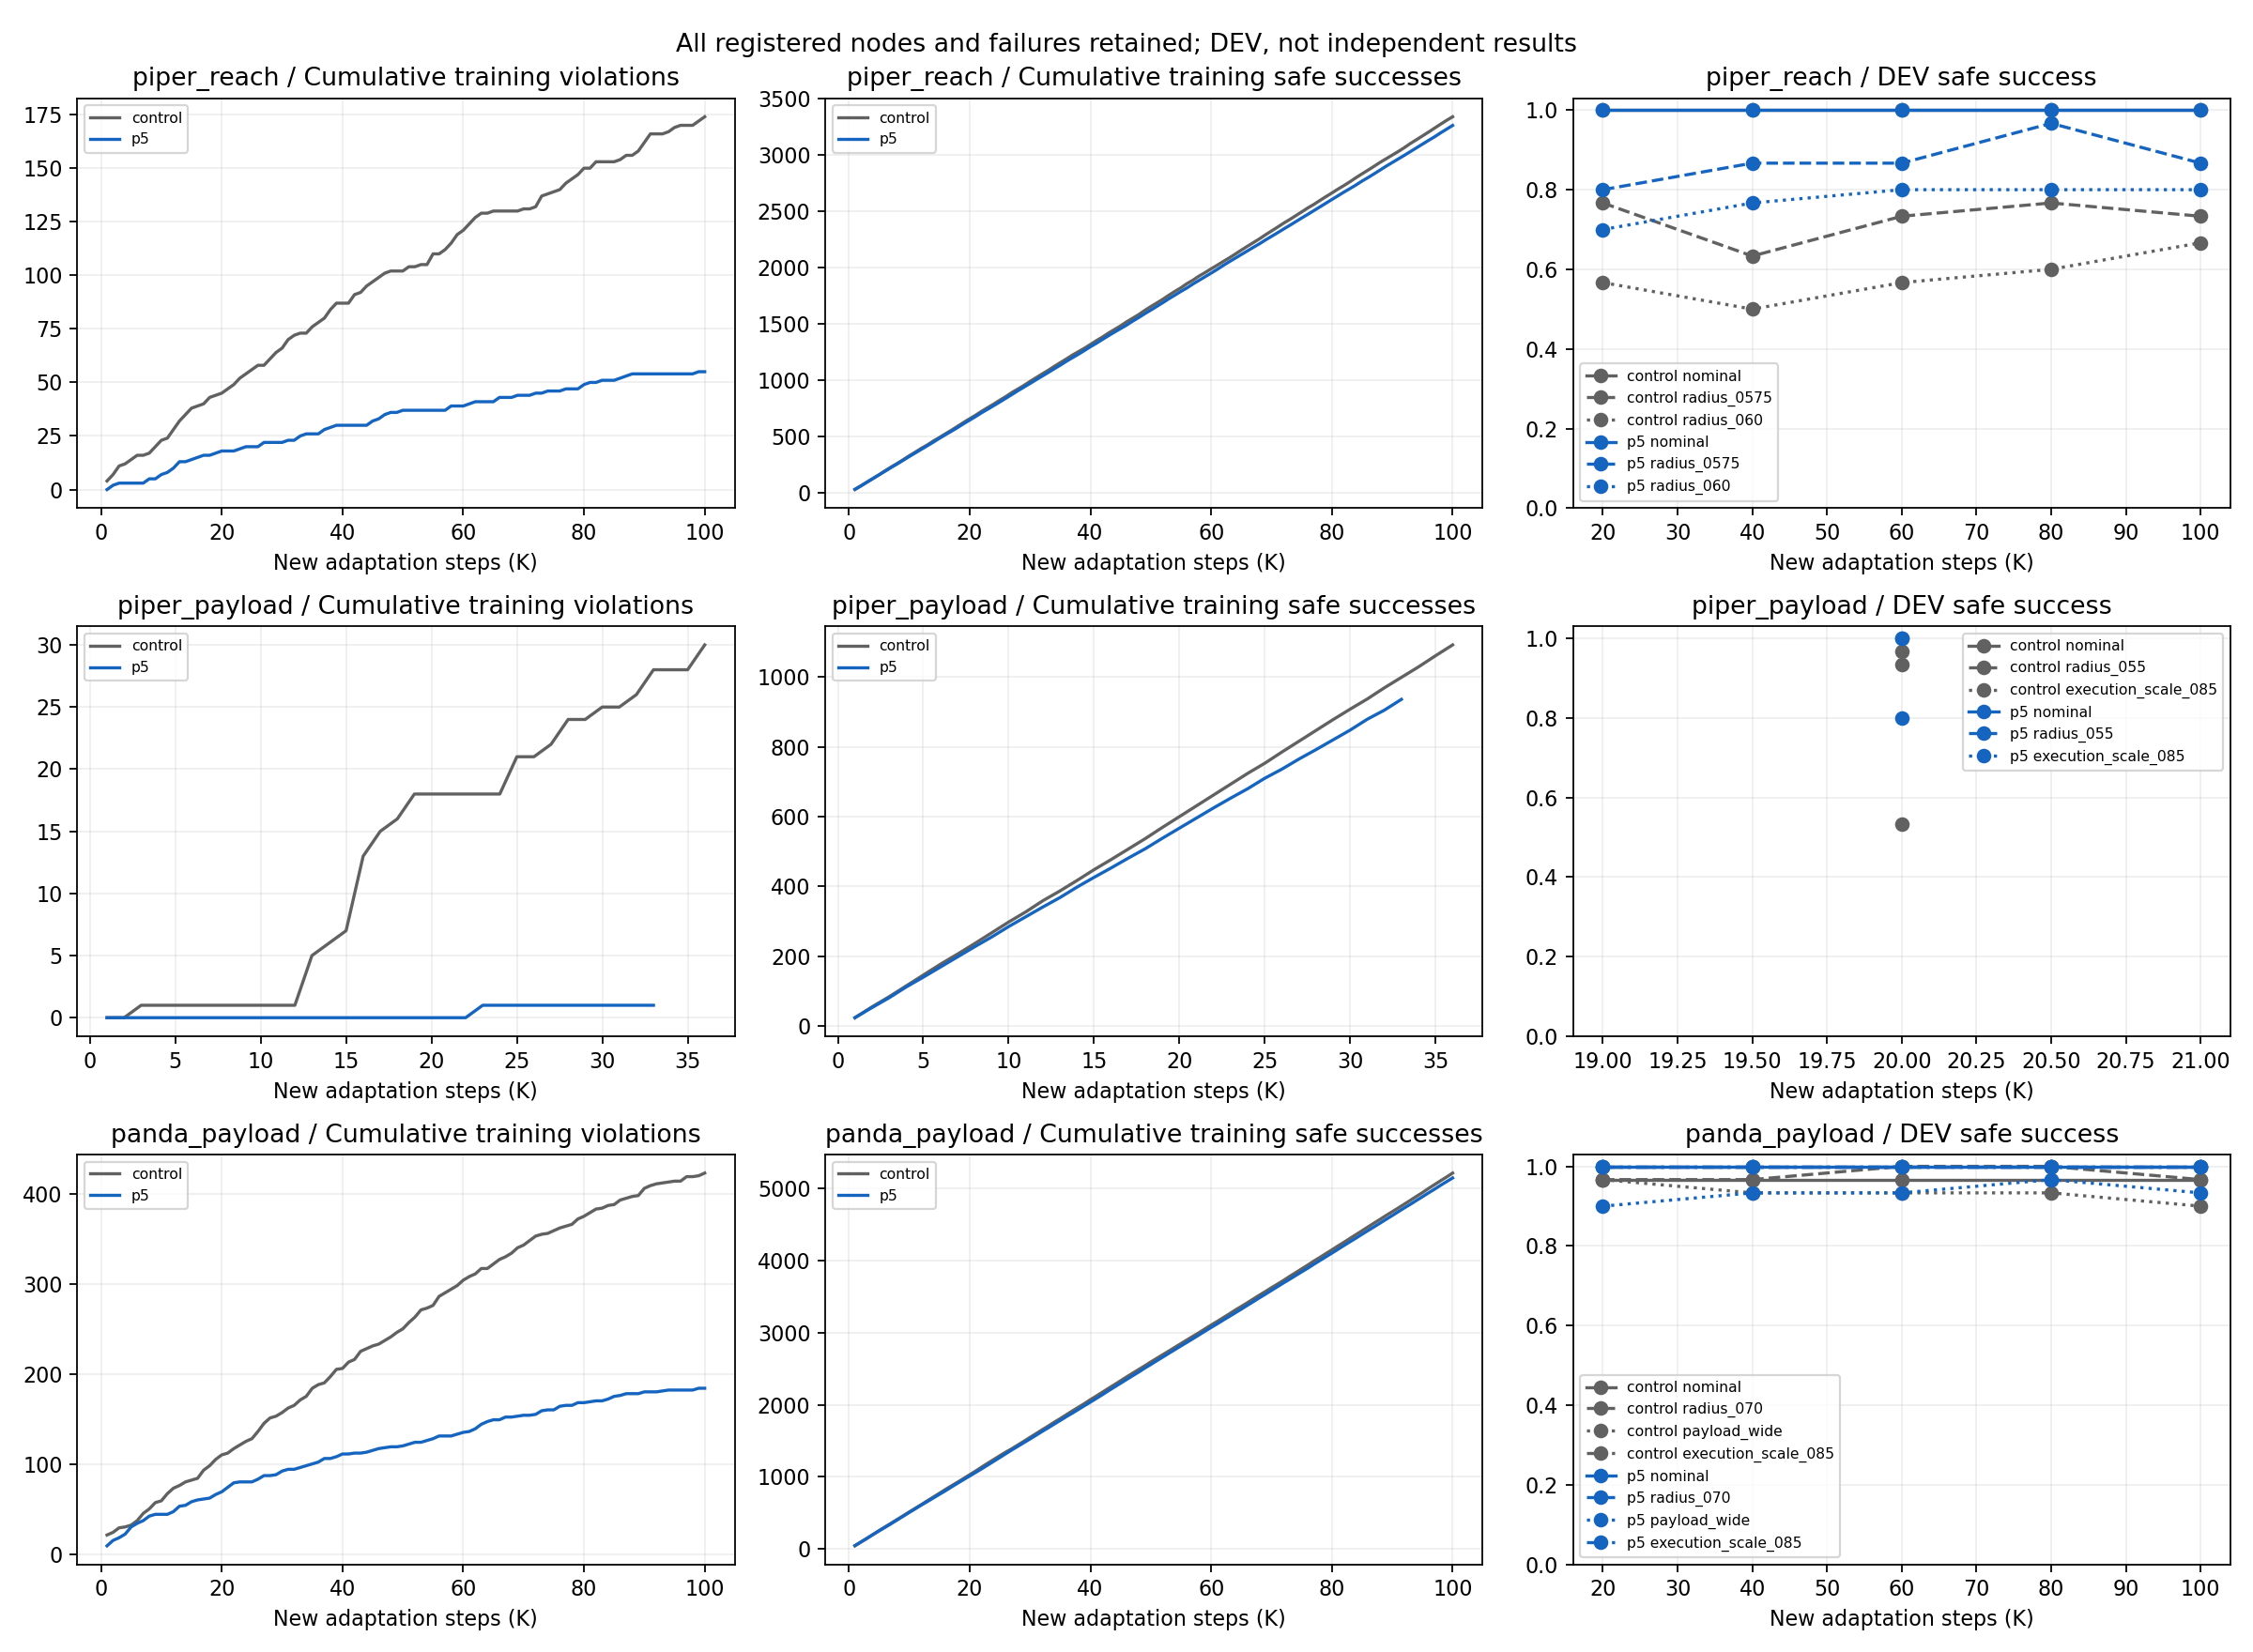 All registered nodes and failures retained; DEV, not independent results
piper_reach / Cumulative training violations
control
p5
175
150
125
100
75
50
25
0
0 20 40 60 80 100
New adaptation steps (K)
piper_reach / Cumulative training safe successes
control
p5
3500
3000
2500
2000
1500
1000
500
0
0 20 40 60 80 100
New adaptation steps (K)
piper_reach / DEV safe success
1.0
0.8
0.6
0.4
0.2
0.0
control nominal
control radius_0575
control radius_060
p5 nominal
p5 radius_0575
p5 radius_060
20 30 40 50 60 70 80 90 100
New adaptation steps (K)
piper_payload / Cumulative training violations
control
p5
30
25
20
15
10
5
0
0 5 10 15 20 25 30 35
New adaptation steps (K)
piper_payload / Cumulative training safe successes
control
p5
1000
800
600
400
200
0
0 5 10 15 20 25 30 35
New adaptation steps (K)
piper_payload / DEV safe success
control nominal
control radius_055
control execution_scale_085
p5 nominal
p5 radius_055
p5 execution_scale_085
1.0
0.8
0.6
0.4
0.2
0.0
19.00 19.25 19.50 19.75 20.00 20.25 20.50 20.75 21.00
New adaptation steps (K)
panda_payload / Cumulative training violations
control
p5
400
300
200
100
0
0 20 40 60 80 100
New adaptation steps (K)
panda_payload / Cumulative training safe successes
control
p5
5000
4000
3000
2000
1000
0
0 20 40 60 80 100
New adaptation steps (K)
panda_payload / DEV safe success
1.0
0.8
0.6
0.4
0.2
0.0
control nominal
control radius_070
control payload_wide
control execution_scale_085
p5 nominal
p5 radius_070
p5 payload_wide
p5 execution_scale_085
20 30 40 50 60 70 80 90 100
New adaptation steps (K)